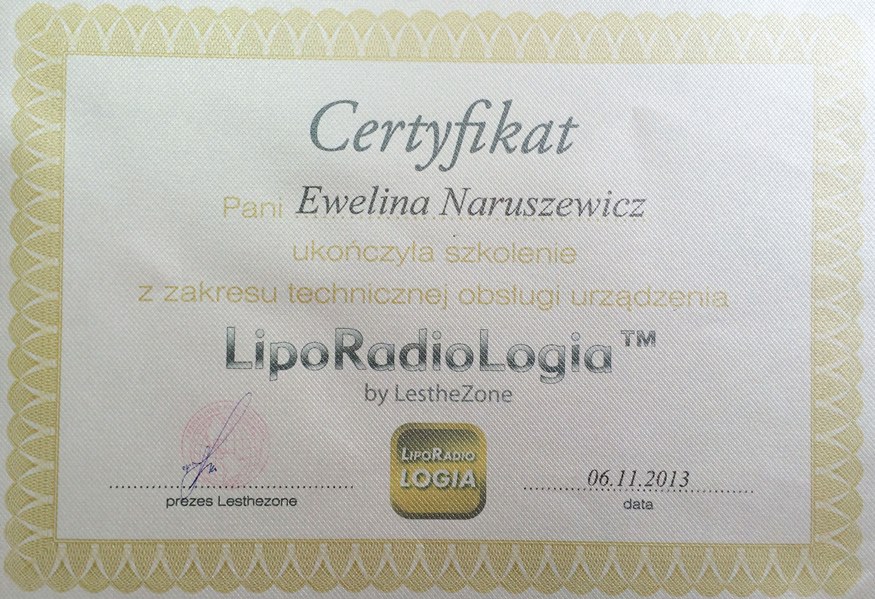 Certyfikat
Pani Ewelina Naruszewicz
ukończyła szkolenie
z zakresu technicznej obsługi urządzenia
LipoRadioLogia™
by LestheZone
LIPORADIO
LOGIA
prezes Lesthezone
06.11.2013
data